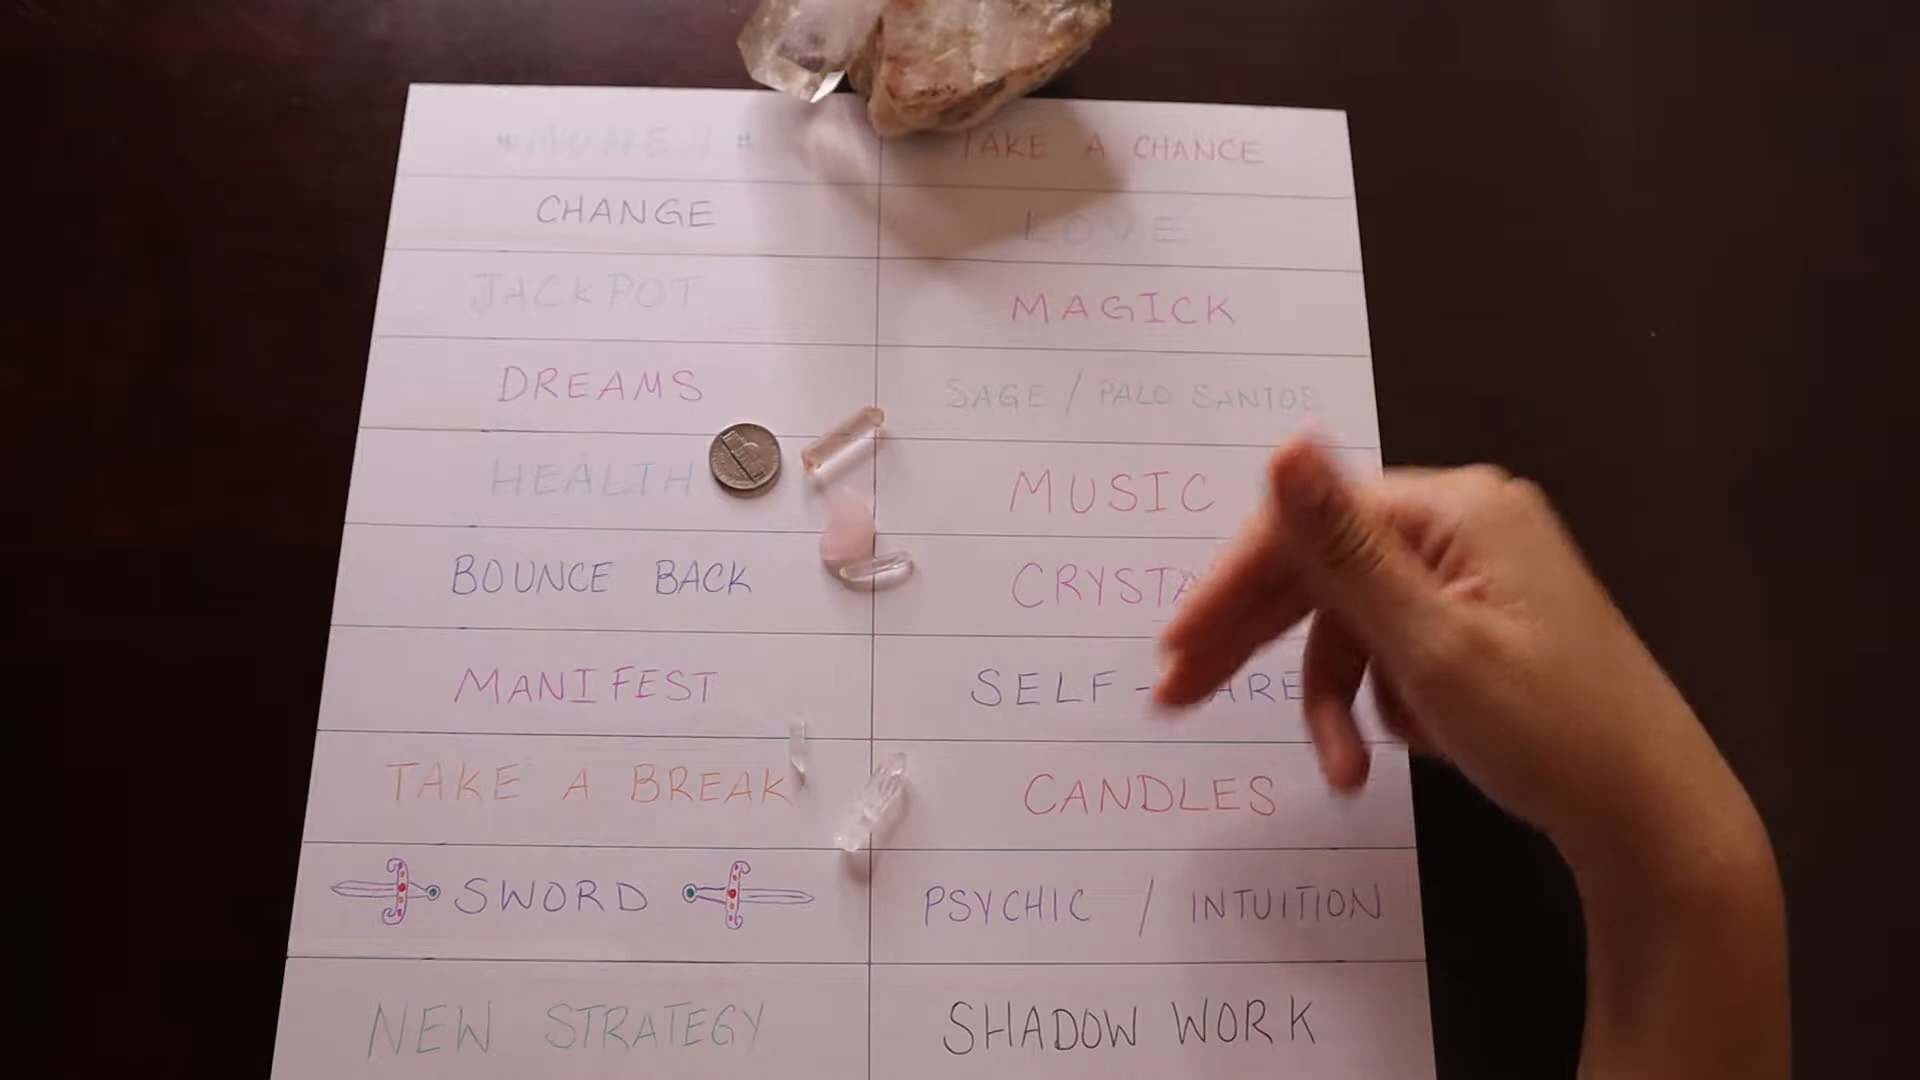 "MONEY"
TAKE A CHANCE
CHANGE
LOVE
JACKPOT
MAGICK
DREAMS
SAGE / PALO SANTOS
HEALTH
MUSIC
BOUNCE BACK
MANIFEST
TAKE A BREAK
CANDLES
SWORD
PSYCHIC / INTUITION
NEW STRATEGY
SHADOW WORK